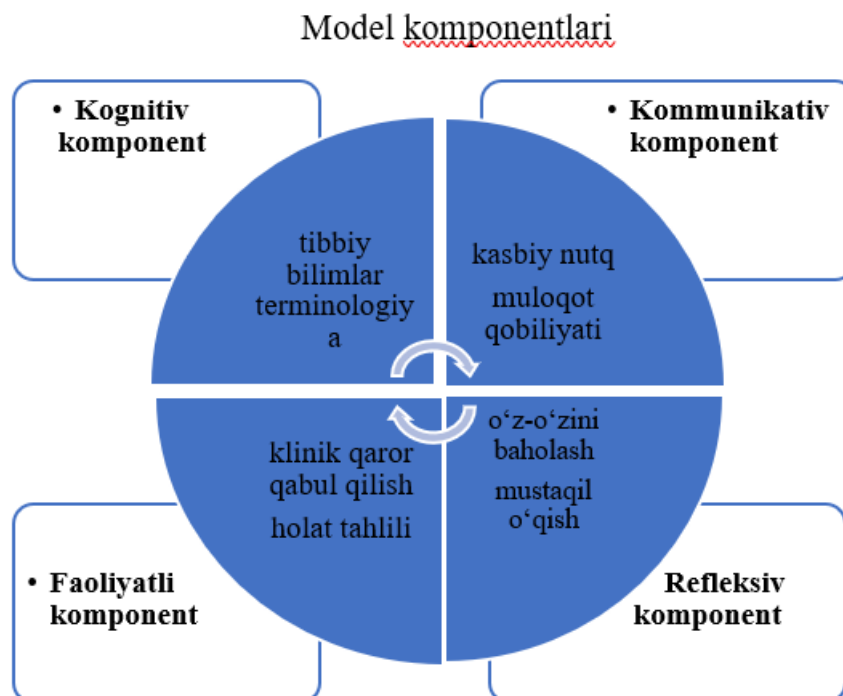 Model komponentlari
• Kognitiv
komponent
• Kommunikativ
komponent
tibbiy
bilimlar
terminologiy
a
kasbiy nutq
muloqot
qobiliyati
klinik qaror
qabul qilish
holat tahlili
o‘z-o‘zini
baholash
mustaqil
o‘qish
• Faoliyatli
komponent
Refleksiv
komponent